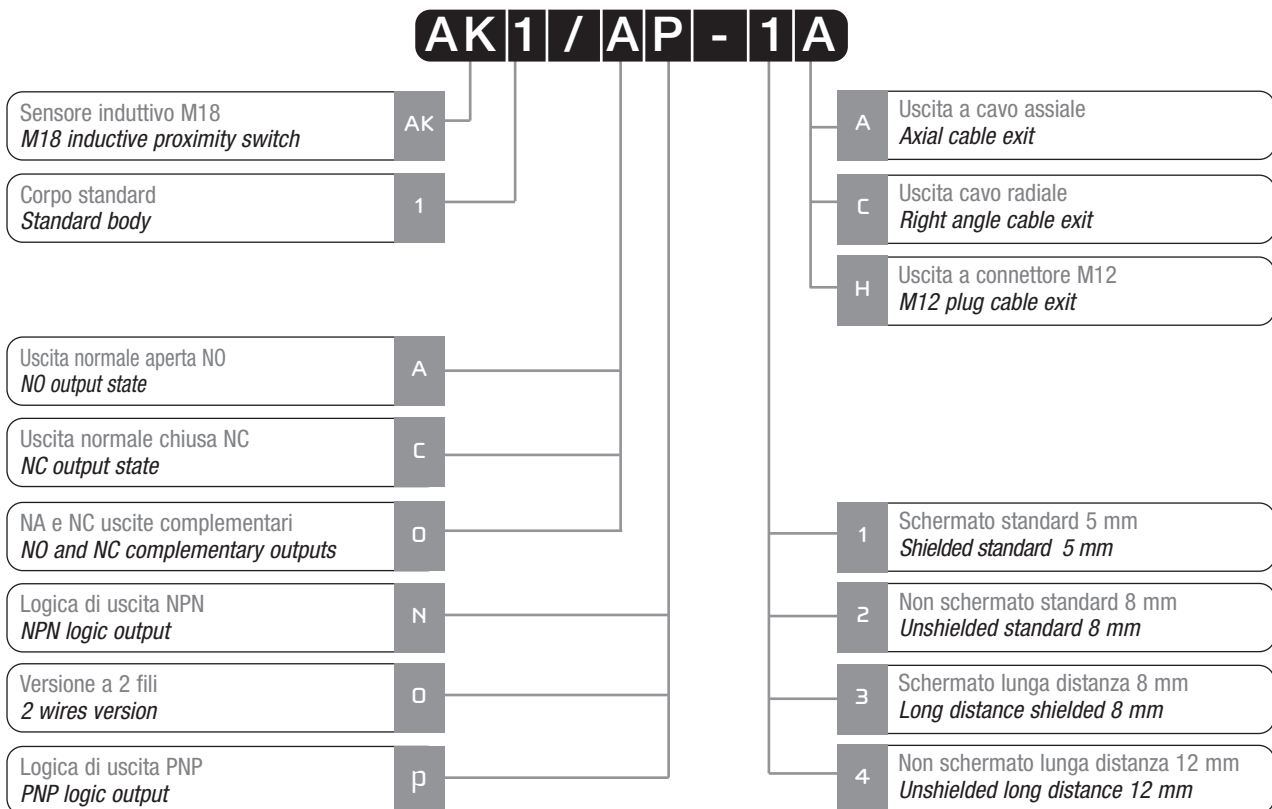 AK1/AP-1A
Sensore induttivo M18
M18 inductive proximity switch
AK
Corpo standard
Standard body
1
Uscita normale aperta NO
NO output state
A
Uscita normale chiusa NC
NC output state
C
NA e NC uscite complementari
NO and NC complementary outputs
O
Logica di uscita NPN
NPN logic output
N
Versione a 2 fili
2 wires version
O
Logica di uscita PNP
PNP logic output
P
A
Uscita a cavo assiale
Axial cable exit
C
Uscita cavo radiale
Right angle cable exit
H
Uscita a connettore M12
M12 plug cable exit
1
Schermato standard 5 mm
Shielded standard 5 mm
2
Non schermato standard 8 mm
Unshielded standard 8 mm
3
Schermato lunga distanza 8 mm
Long distance shielded 8 mm
4
Non schermato lunga distanza 12 mm
Unshielded long distance 12 mm